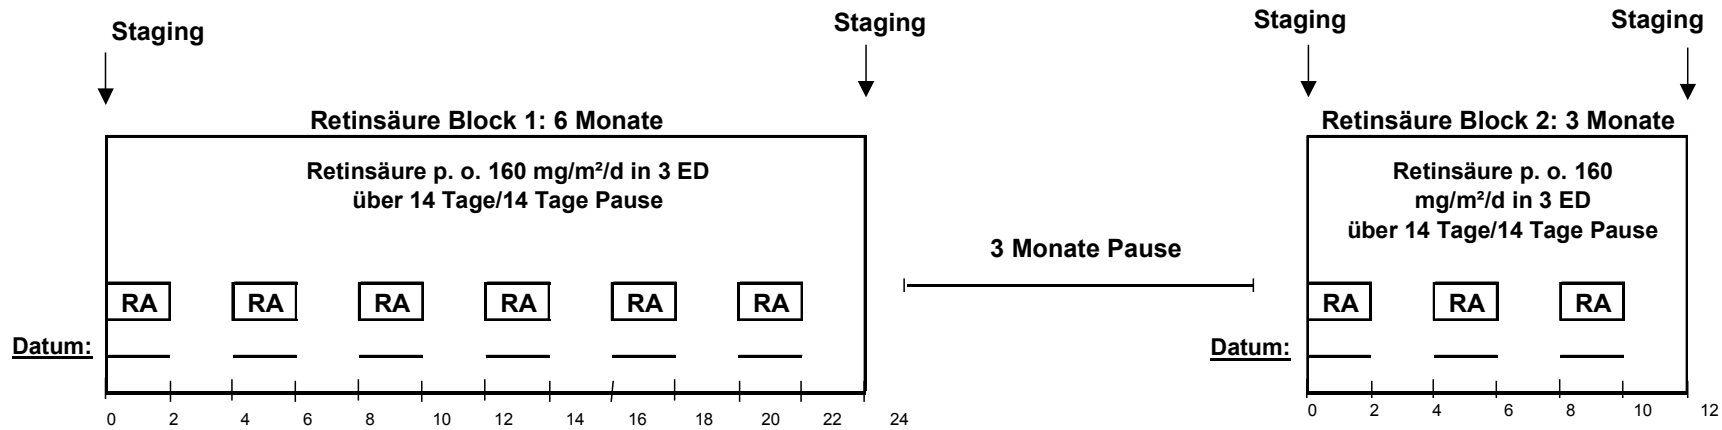 Staging
Staging
Staging
Staging
Retinsäure Block 1: 6 Monate
Retinsäure p. o. 160 mg/m²/d in 3 ED
über 14 Tage/14 Tage Pause
RA RA RA RA RA RA
Datum:
0 2 4 6 8 10 12 14 16 18 20 22 24
3 Monate Pause
Retinsäure Block 2: 3 Monate
Retinsäure p. o. 160
mg/m²/d in 3 ED
über 14 Tage/14 Tage Pause
RA RA RA
Datum:
0 2 4 6 8 10 12